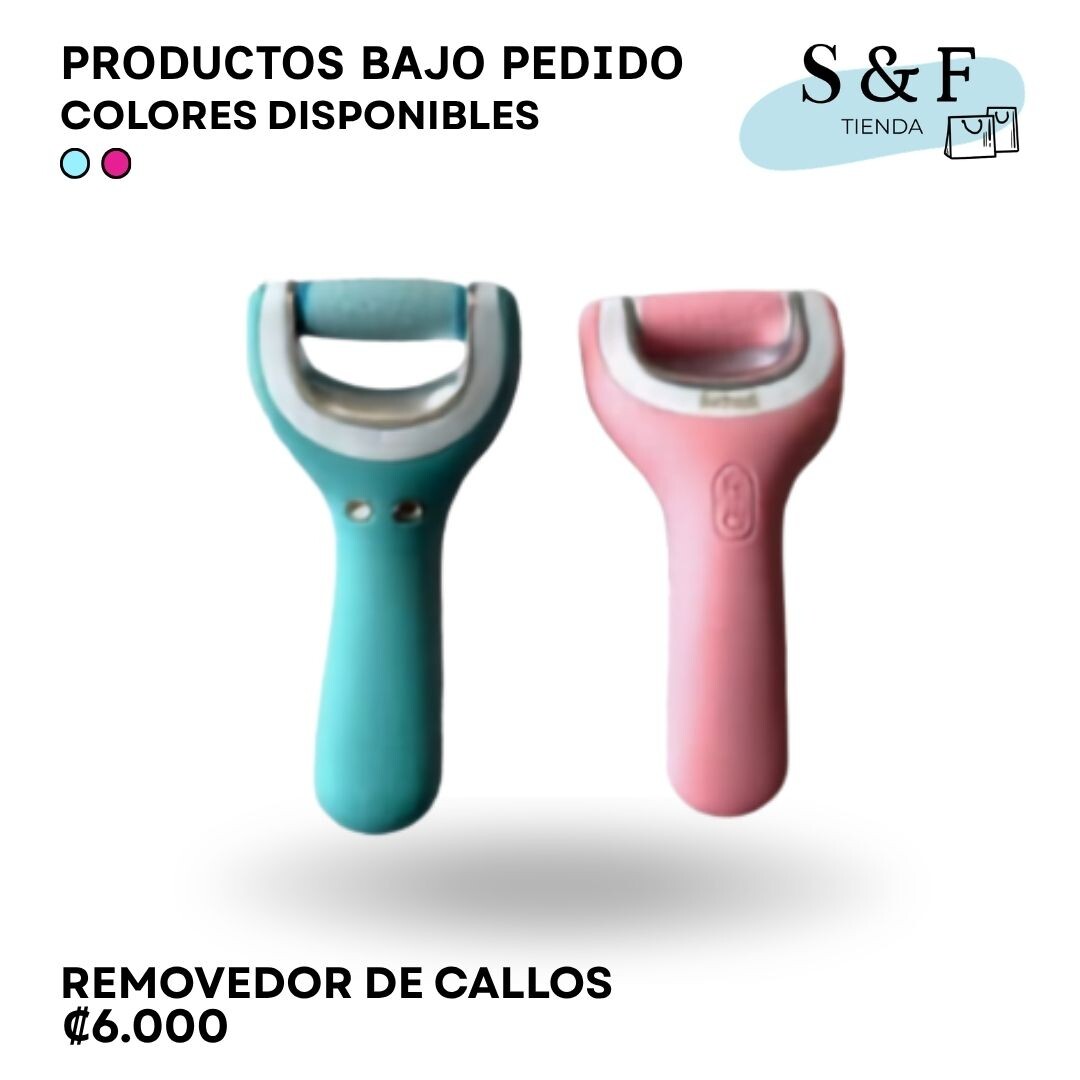 PRODUCTOS BAJO PEDIDO
COLORES DISPONIBLES
S & F
TIENDA
REMOVEDOR DE CALLOS
₡6.000